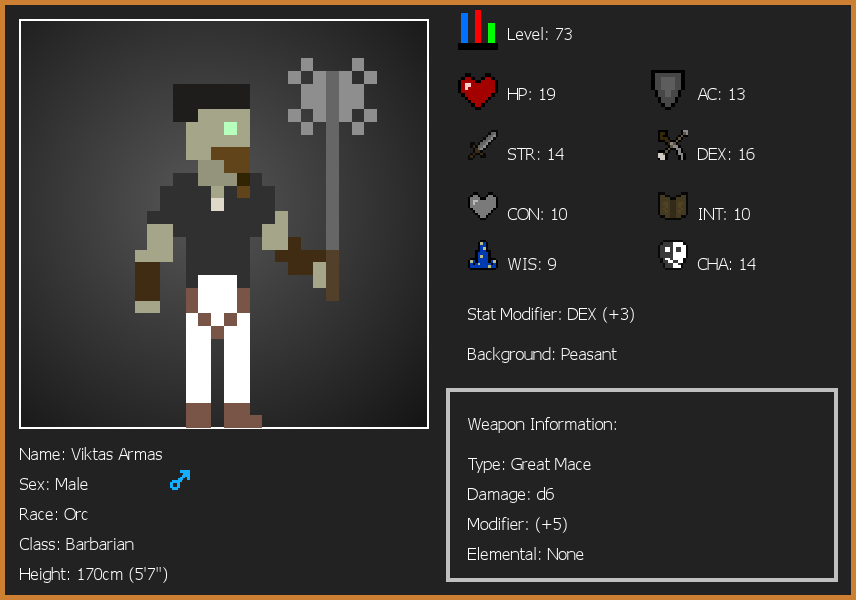 Level: 73
HP: 19
AC: 13
STR: 14
DEX: 16
CON: 10
INT: 10
WIS: 9
CHA: 14
Stat Modifier: DEX (+3)
Background: Peasant
Weapon Information:
Type: Great Mace
Damage: d6
Modifier: (+5)
Elemental: None
Name: Viktas Armas
Sex: Male
Race: Orc
Class: Barbarian
Height: 170cm (5'7")